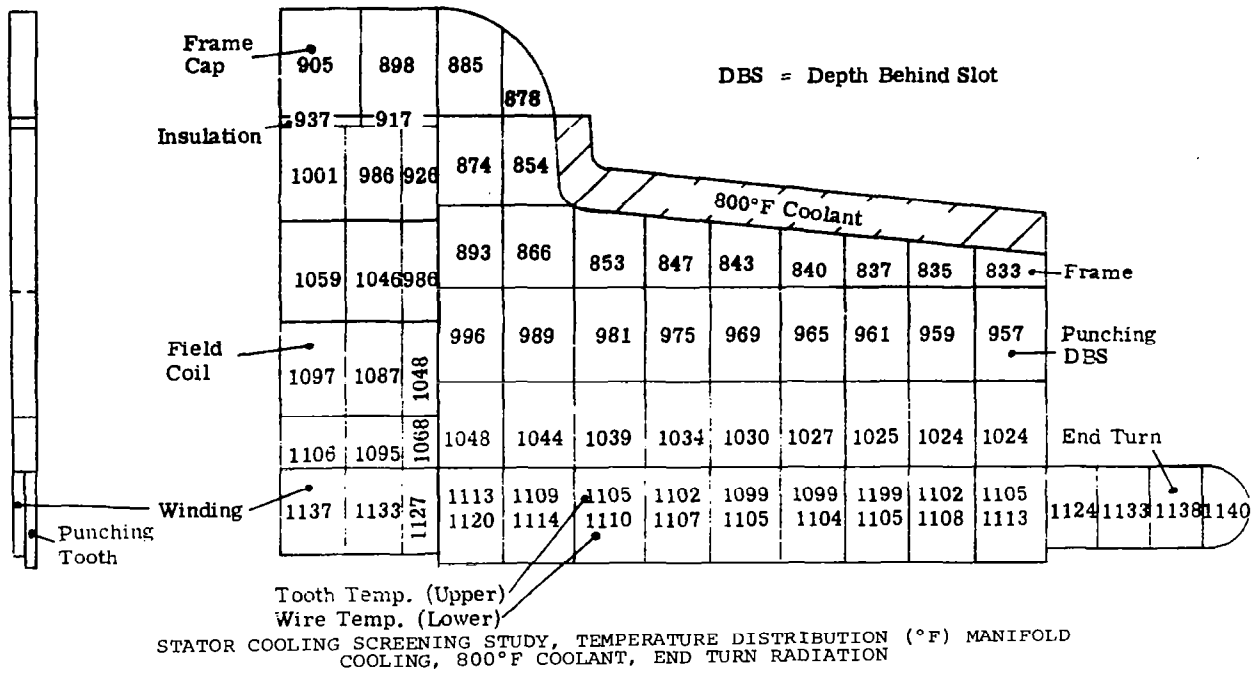 Frame
Cap
905 898 885
878
DBS = Depth Behind Slot
937 917
Insulation
1001 986 926 874 854
800°F Coolant
1059 1046 986 893 866 853 847 843 840 837 835 833
Frame
Field
Coil
996 989 981 975 969 965 961 959 957
Punching
DBS
1097 1087 1048
1106 1095 1068 1048 1044 1039 1034 1030 1027 1025 1024 1024
End Turn
Winding
1137 1133 1127
1113 1109 1105 1102 1099 1099 1199 1102 1105
1120 1114 1110 1107 1105 1104 1105 1108 1113
1124 1133 1138 1140
Punching
Tooth
Tooth Temp. (Upper)
Wire Temp. (Lower)
STATOR COOLING SCREENING STUDY, TEMPERATURE DISTRIBUTION (°F) MANIFOLD
COOLING, 800°F COOLANT, END TURN RADIATION